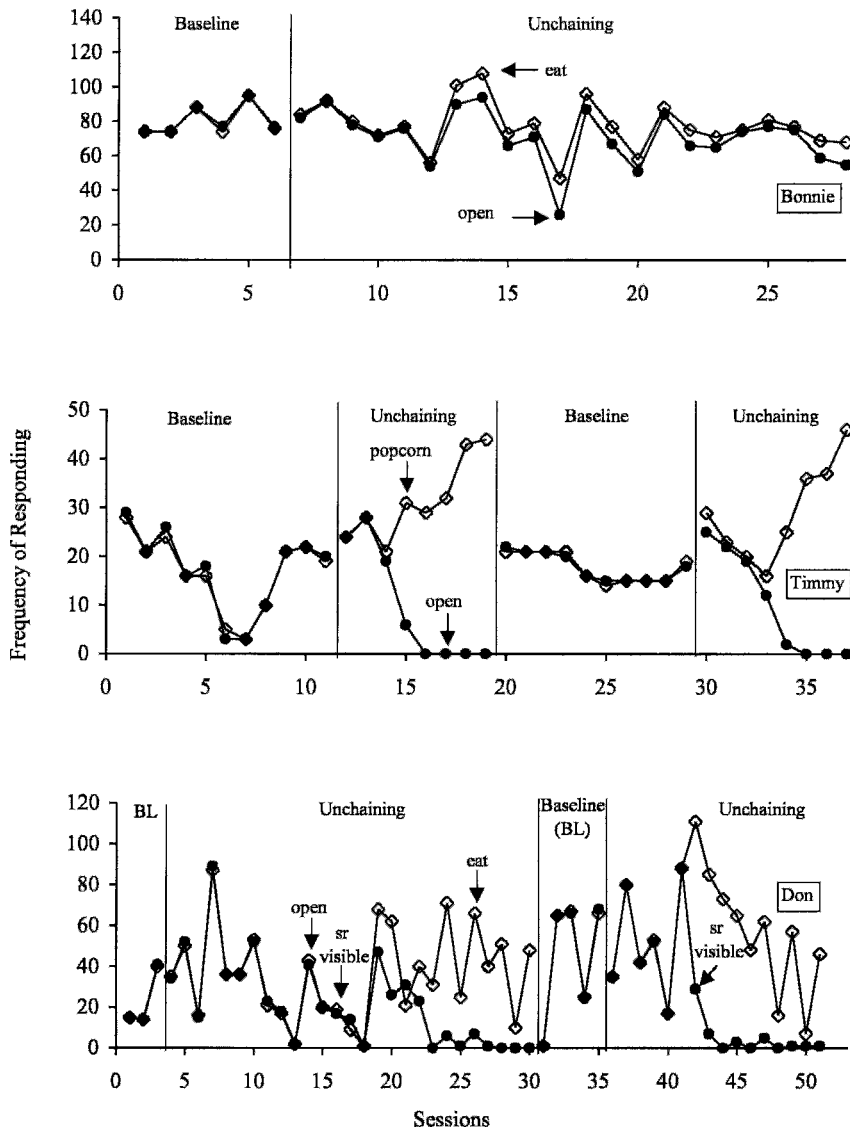 Baseline Unchaining
140
120
100
80
60
40
20
0
eat
open
Bonnie
0 5 10 15 20 25
Frequency of Responding
50
40
30
20
10
0
Baseline Unchaining Baseline Unchaining
popcorn
open
Timmy
0 5 10 15 20 25 30 35
120
100
80
60
40
20
0
BL Unchaining Baseline Unchaining
(BL)
eat
open
sr
visible
Don
sr
visible
0 5 10 15 20 25 30 35 40 45 50
Sessions